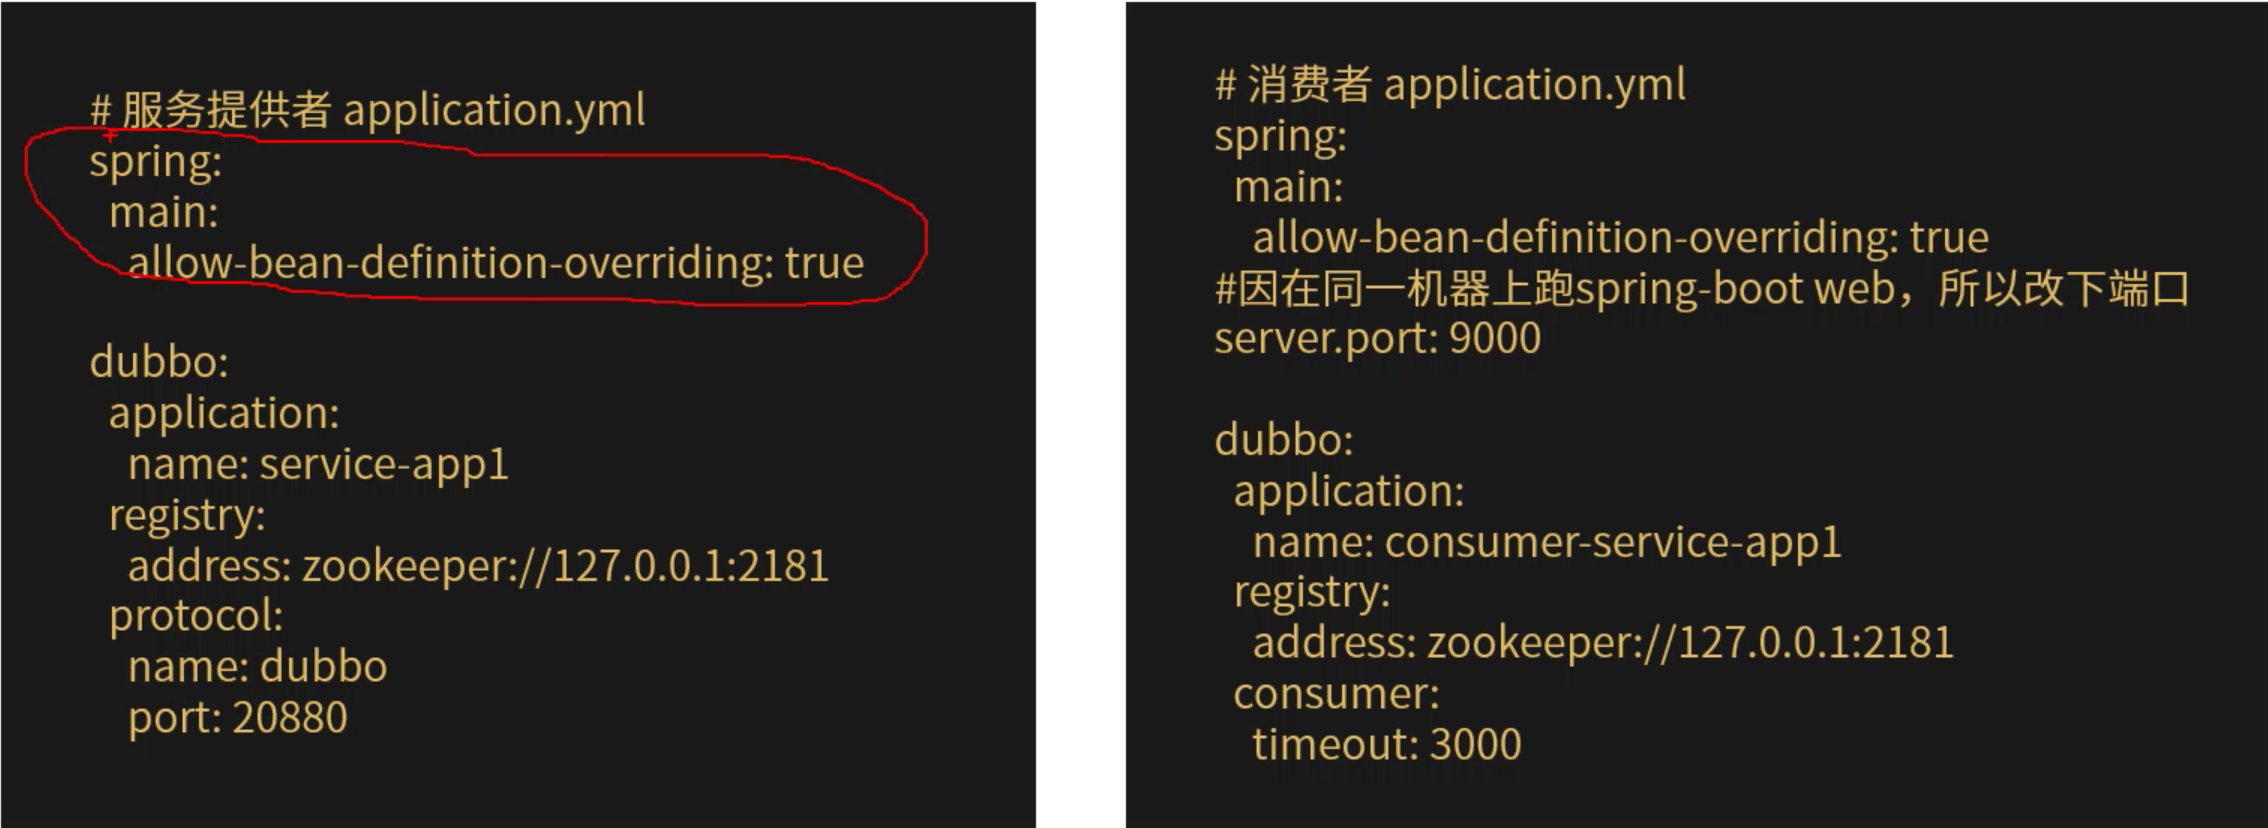 # 服务提供者 application.yml
spring:
  main:
    allow-bean-definition-overriding: true
dubbo:
  application:
    name: service-app1
  registry:
    address: zookeeper://127.0.0.1:2181
  protocol:
    name: dubbo
    port: 20880
# 消费者 application.yml
spring:
  main:
    allow-bean-definition-overriding: true
#因在同一机器上跑spring-boot web，所以改下端口
server.port: 9000
dubbo:
  application:
    name: consumer-service-app1
  registry:
    address: zookeeper://127.0.0.1:2181
  consumer:
    timeout: 3000